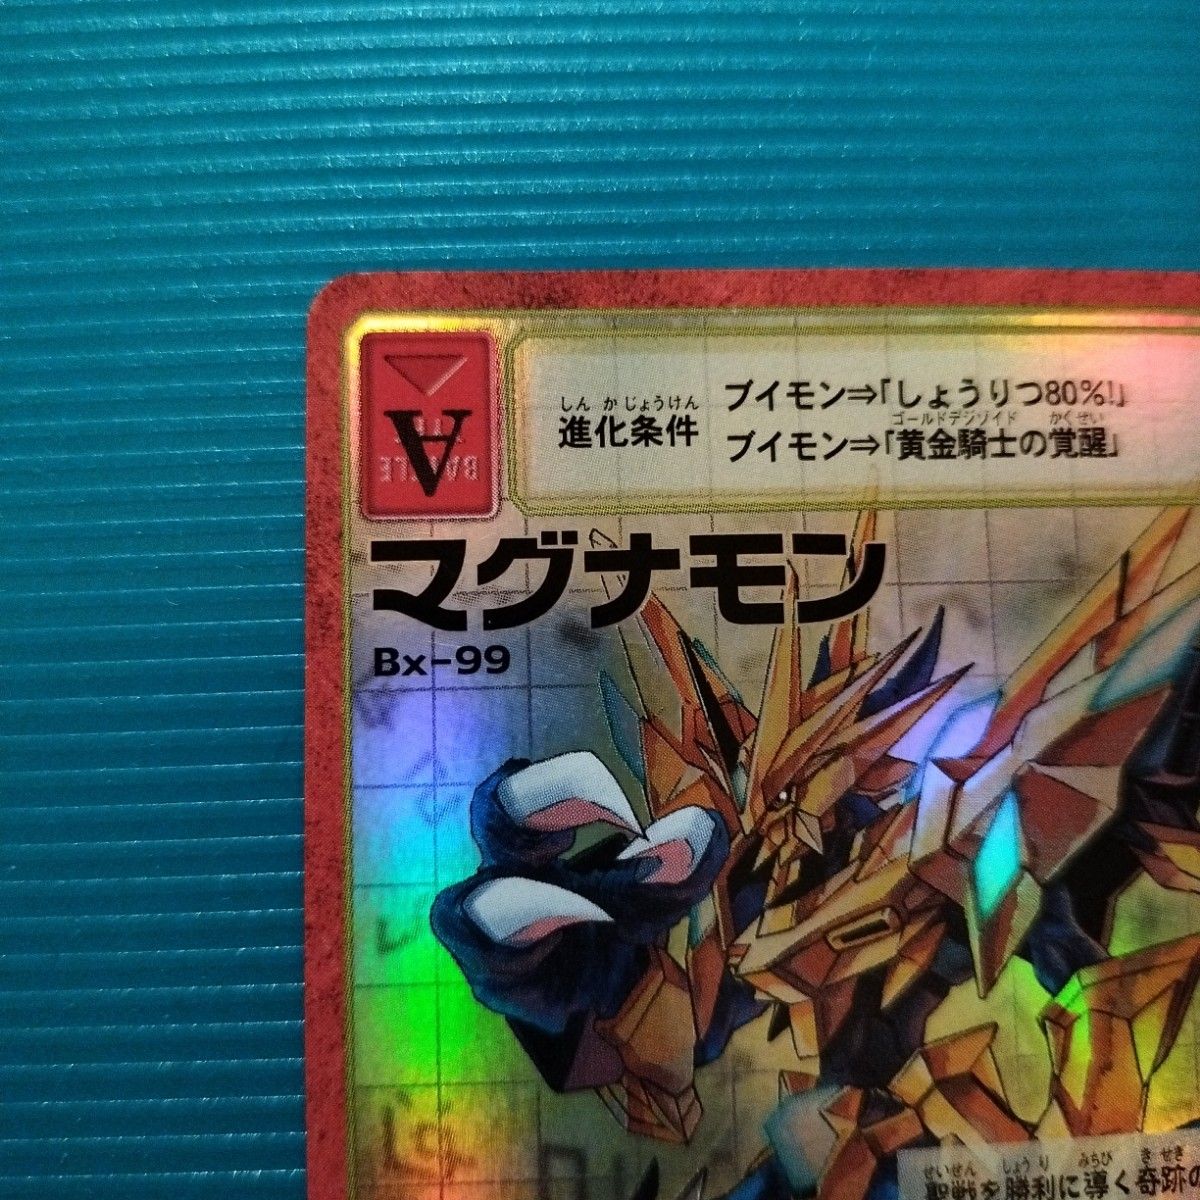 A
BATTLE
しんかじょうけん
進化条件
ブイモン⇒「しょうりつ80%!」
ゴールドデジゾイド かくせい
ブイモン⇒「黄金騎士の覚醒」
マグナモン
Bx-99
せいせん しょうり みちび きせき
聖戦を勝利に導く奇跡の